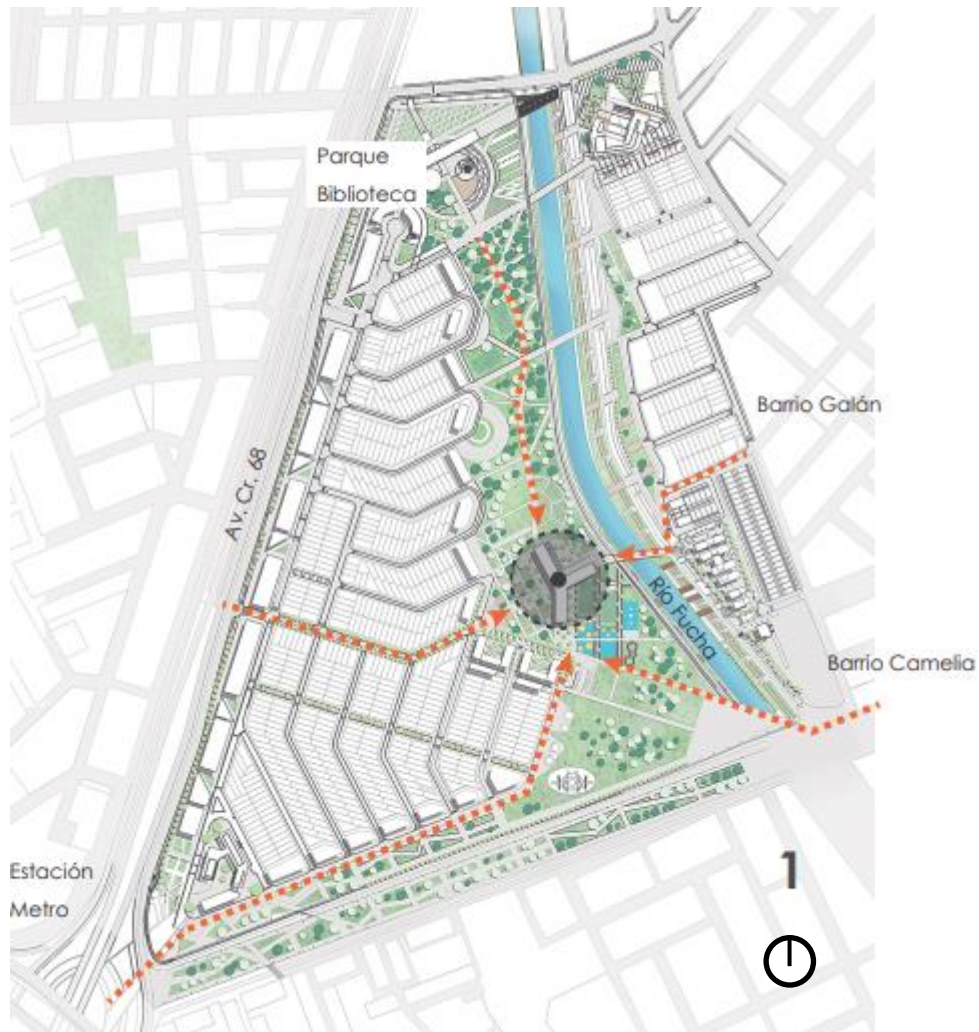 Parque
Biblioteca
Barrio Galán
Av. Cr. 68
Río Fucha
Barrio Camelia
Estación
Metro
1